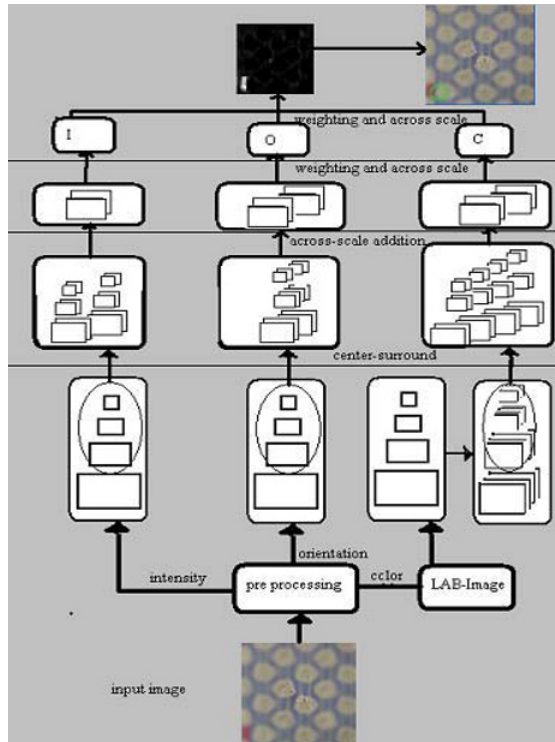 weighting and across scale
I
O
C
weighting and across scale
across-scale addition
center-surround
orientation
intensity
pre processing
color
LAB-Image
input image